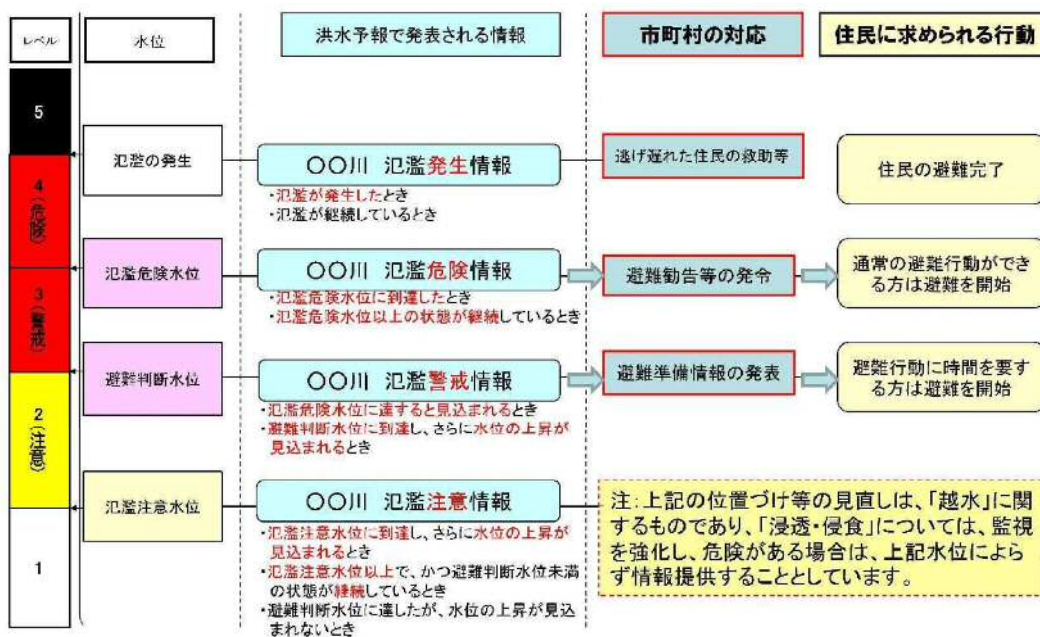 レベル
水位
洪水予報で発表される情報
市町村の対応
住民に求められる行動
5
氾濫の発生
〇〇川 氾濫発生情報
・氾濫が発生したとき
・氾濫が継続しているとき
逃げ遅れた住民の救助等
住民の避難完了
4(危険)
氾濫危険水位
〇〇川 氾濫危険情報
・氾濫危険水位に到達したとき
・氾濫危険水位以上の状態が継続しているとき
避難勧告等の発令
通常の避難行動ができ
る方は避難を開始
3(警戒)
避難判断水位
〇〇川 氾濫警戒情報
・氾濫危険水位に達すると見込まれるとき
・避難判断水位に到達し、さらに水位の上昇が
見込まれるとき
避難準備情報の発表
避難行動に時間を要す
る方は避難を開始
2(注意)
氾濫注意水位
〇〇川 氾濫注意情報
・氾濫注意水位に到達し、さらに水位の上昇が
見込まれるとき
・氾濫注意水位以上で、かつ避難判断水位未満
の状態が継続しているとき
・避難判断水位に達したが、水位の上昇が見込
まれないとき
1
注:上記の位置づけ等の見直しは、「越水」に関
するものであり、「浸透・侵食」については、監視
を強化し、危険がある場合は、上記水位によら
ず情報提供することとしています。